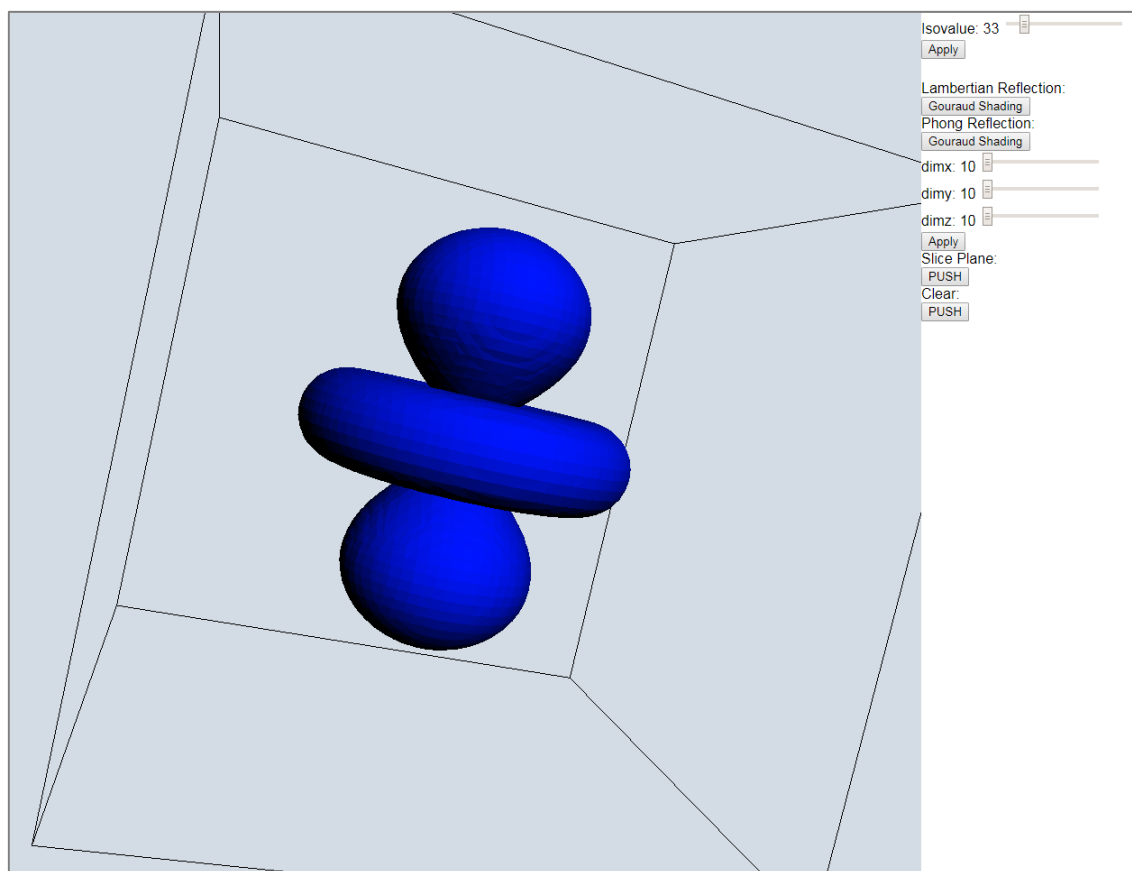 Isovalue: 33
Apply
Lambertian Reflection:
Gouraud Shading
Phong Reflection:
Gouraud Shading
dimx: 10
dimy: 10
dimz: 10
Apply
Slice Plane:
PUSH
Clear:
PUSH